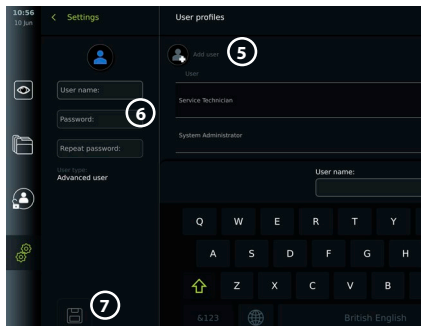 10:56
10 Jun
Settings
User profiles
5
Add user
User
User name:
6
Password:
Repeat password:
User type:
Advanced user
Service Technician
System Administrator
User name:
Q W E R T Y
A S D F G H
Z X C V B
&123
British English
7